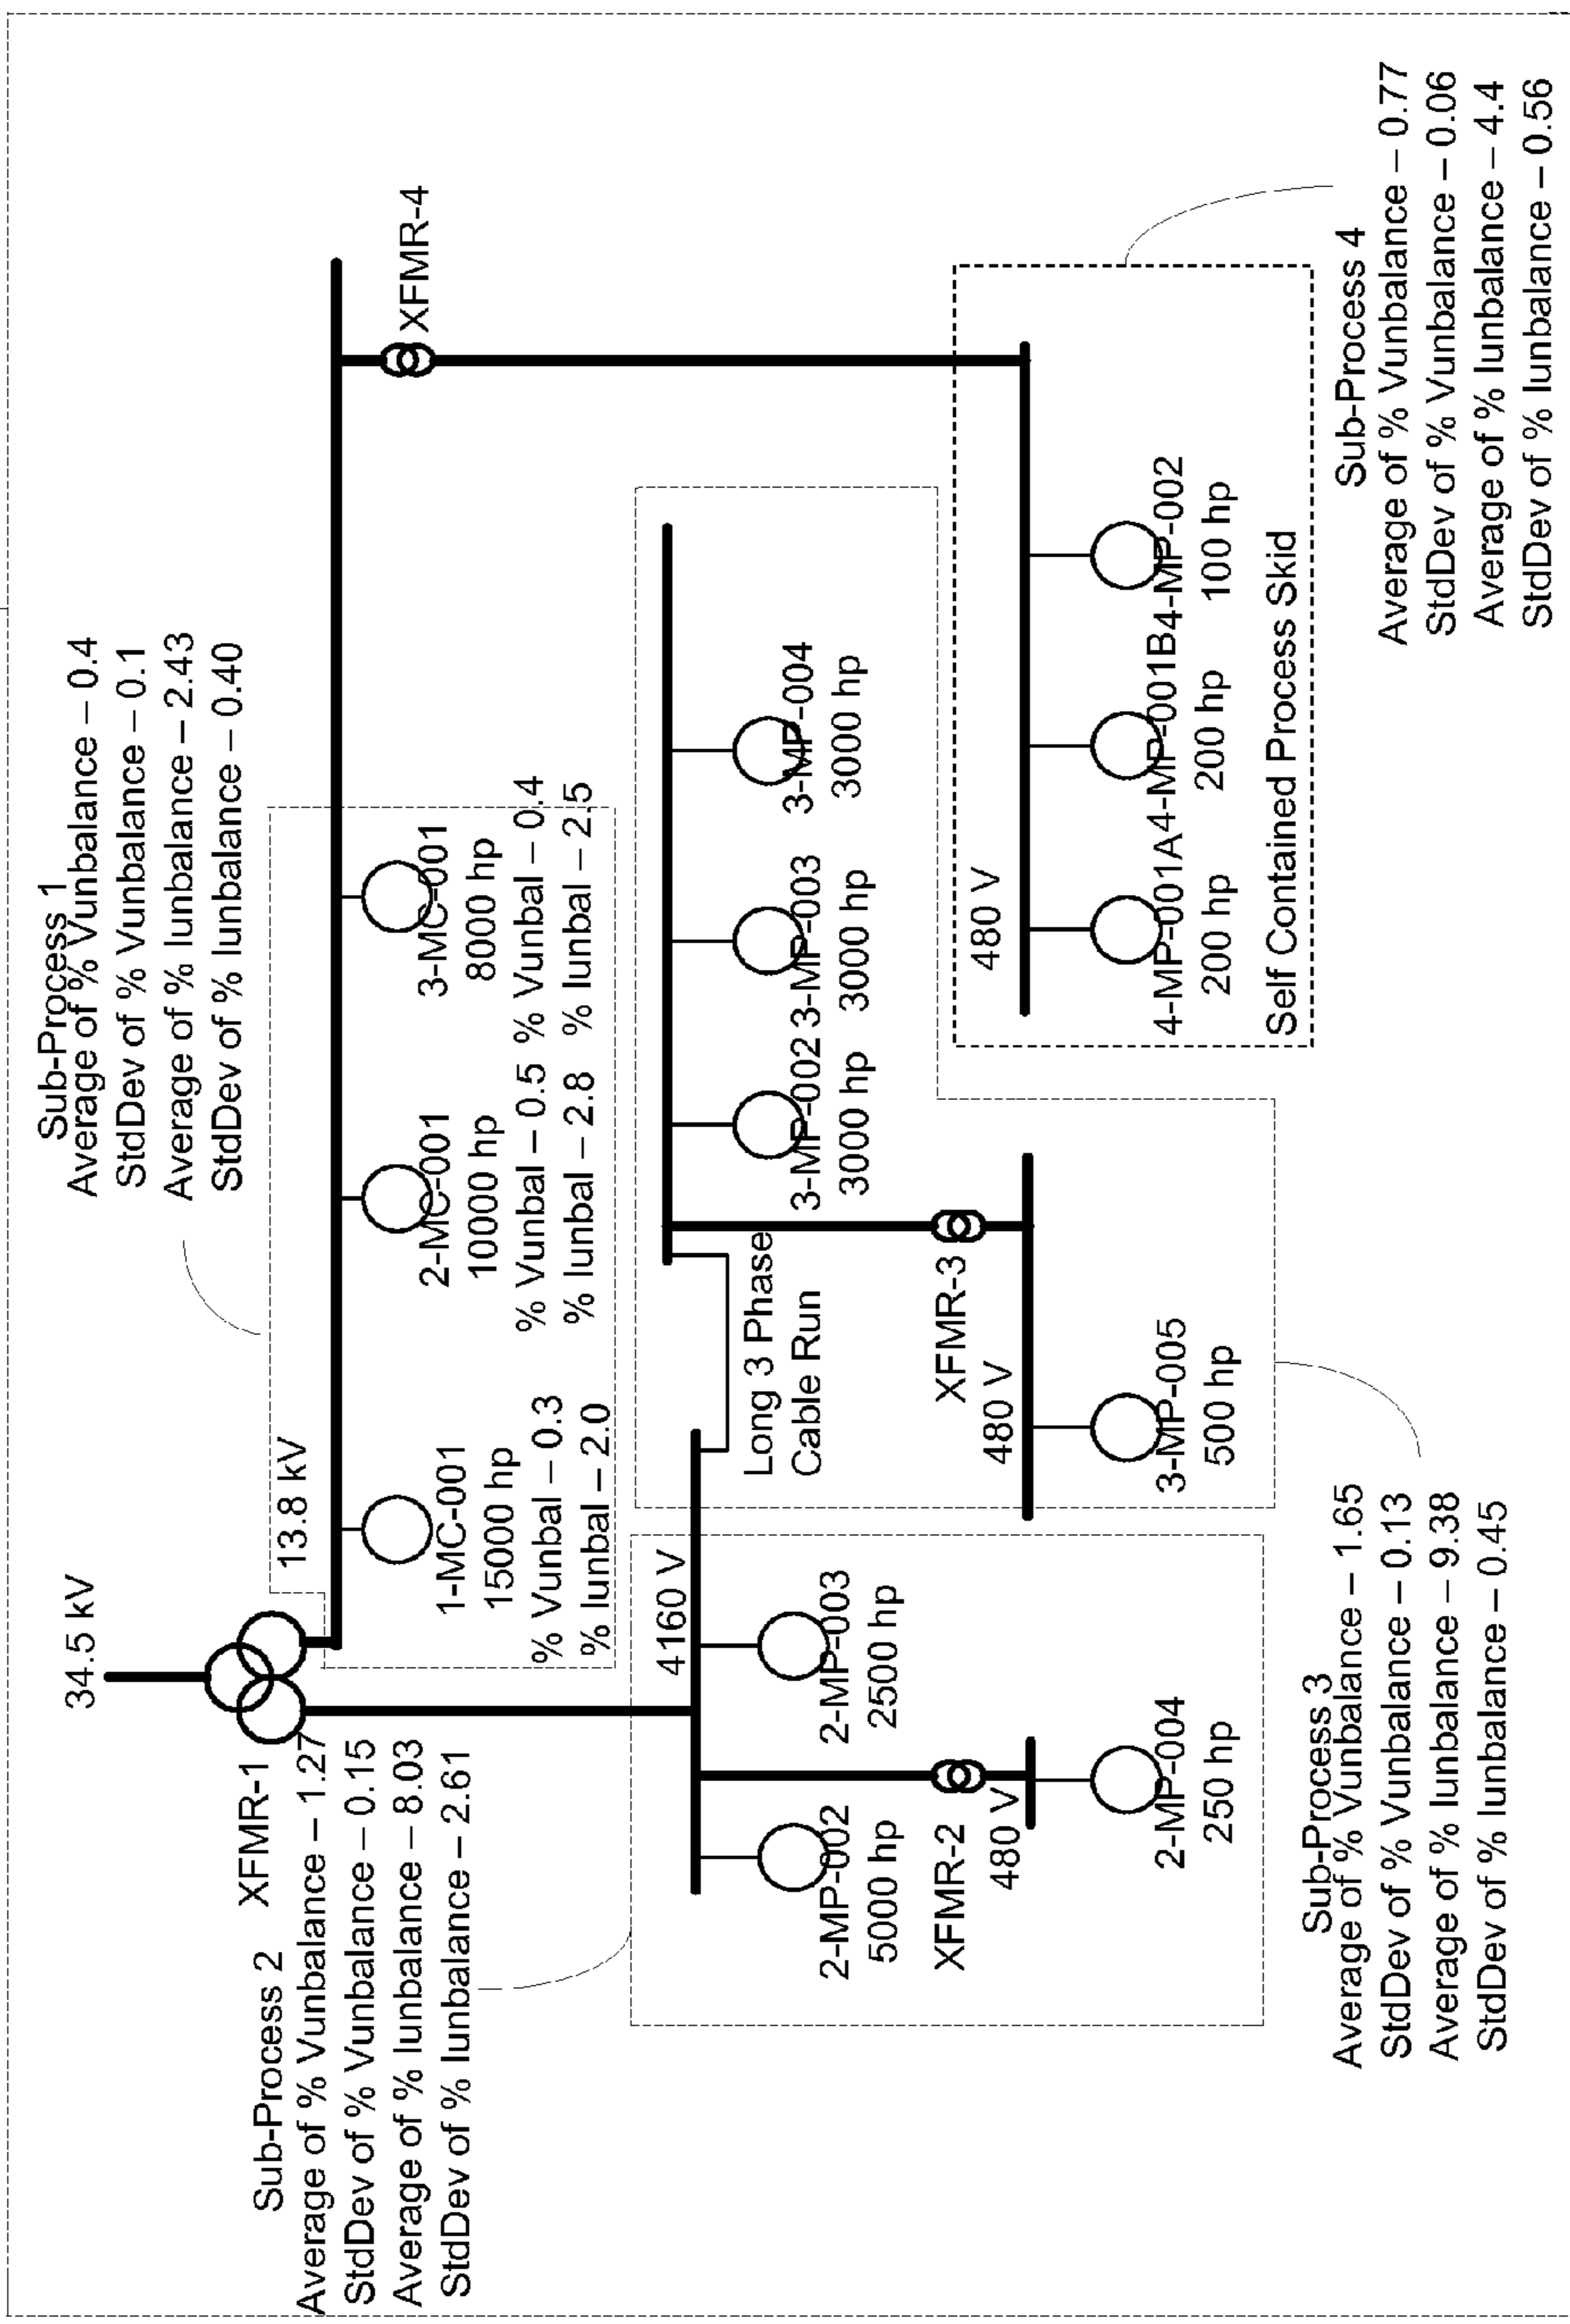 34.5 kV
XFMR-1
13.8 kV
Sub-Process 1
Average of % Vunbalance – 0.4
StdDev of % Vunbalance – 0.1
Average of % Iunbalance – 2.43
StdDev of % Iunbalance – 0.40
Sub-Process 2
Average of % Vunbalance – 1.27
StdDev of % Vunbalance – 0.15
Average of % Iunbalance – 8.03
StdDev of % Iunbalance – 2.61
1-MC-001
15000 hp
% Vunbal – 0.3
% Iunbal – 2.0
2-MC-001
10000 hp
% Vunbal – 0.5
% Iunbal – 2.8
3-MC-001
8000 hp
% Vunbal – 0.4
% Iunbal – 2.5
XFMR-4
4160 V
2-MP-002
5000 hp
2-MP-003
2500 hp
XFMR-2
480 V
2-MP-004
250 hp
Long 3 Phase
Cable Run
3-MP-002
3000 hp
3-MP-003
3000 hp
3-MP-004
3000 hp
XFMR-3
480 V
3-MP-005
500 hp
480 V
4-MP-001A
200 hp
4-MP-001B
200 hp
4-MP-002
100 hp
Self Contained Process Skid
Sub-Process 3
Average of % Vunbalance – 1.65
StdDev of % Vunbalance – 0.13
Average of % Iunbalance – 9.38
StdDev of % Iunbalance – 0.45
Sub-Process 4
Average of % Vunbalance – 0.77
StdDev of % Vunbalance – 0.06
Average of % Iunbalance – 4.4
StdDev of % Iunbalance – 0.56